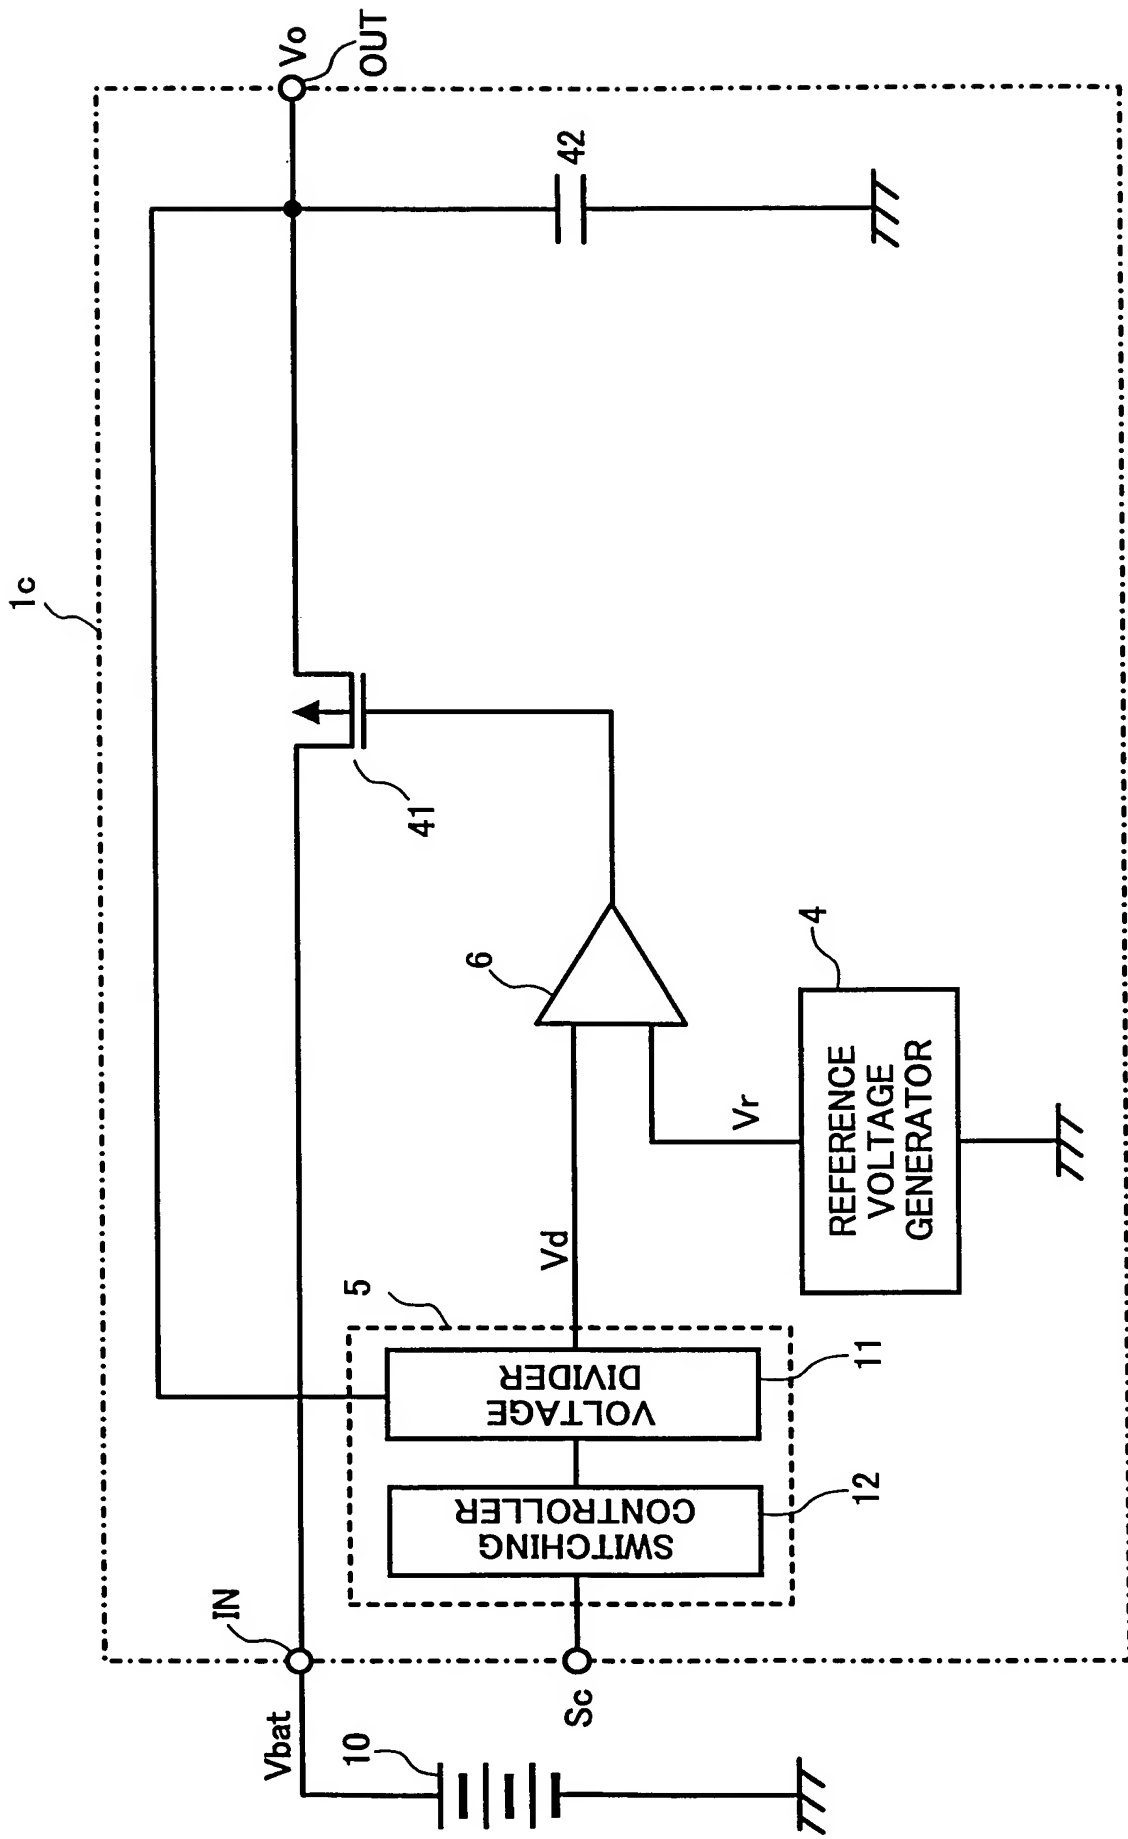 1c
Vbat
IN
10
Sc
5
SWITCHING
CONTROLLER
12
VOLTAGE
DIVIDER
11
Vd
Vr
REFERENCE
VOLTAGE
GENERATOR
4
6
41
42
Vo
OUT